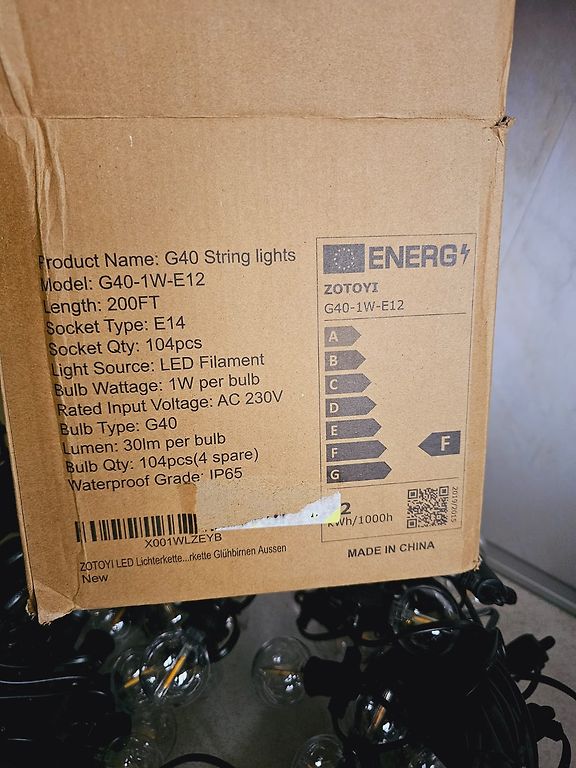 Product Name: G40 String lights
Model: G40-1W-E12
Length: 200FT
Socket Type: E14
Socket Qty: 104pcs
Light Source: LED Filament
Bulb Wattage: 1W per bulb
Rated Input Voltage: AC 230V
Bulb Type: G40
Lumen: 30lm per bulb
Bulb Qty: 104pcs(4 spare)
Waterproof Grade: IP65
X001WLZEYB
ZOTOYI LED Lichterkette...rkette Glühbirnen Aussen
New
ENERG
ZOTOYI
G40-1W-E12
A
B
C
D
E
F
G
F
2
kWh/1000h
2019/2015
MADE IN CHINA